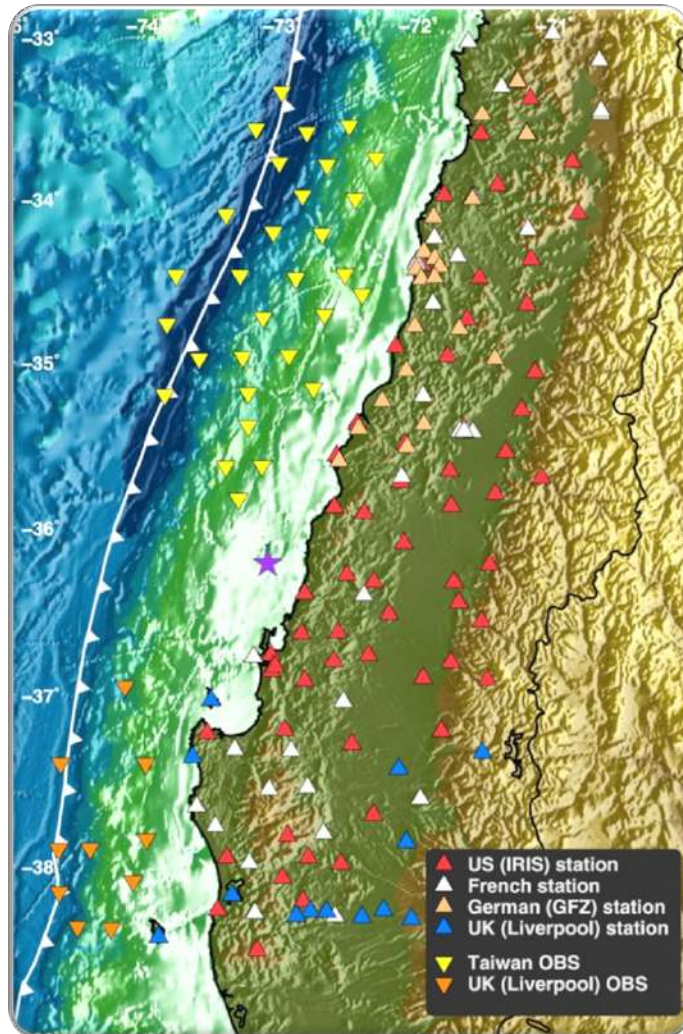 -74° -73° -72° -71°
-33°
-34°
-35°
-36°
-37°
-38°
US (IRIS) station
French station
German (GFZ) station
UK (Liverpool) station
Taiwan OBS
UK (Liverpool) OBS